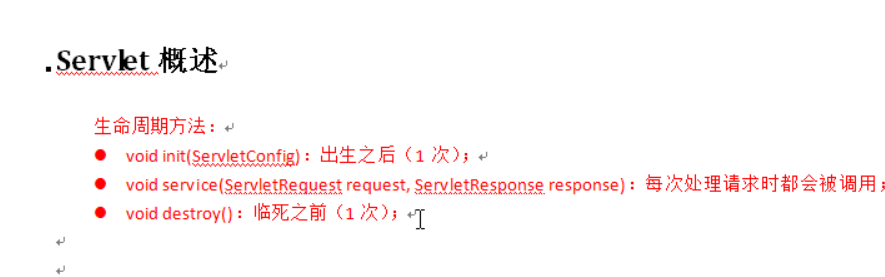 .Servlet 概述
生命周期方法：
● void init(ServletConfig)：出生之后（1 次）；
● void service(ServletRequest request, ServletResponse response)：每次处理请求时都会被调用；
● void destroy()：临死之前（1 次）；